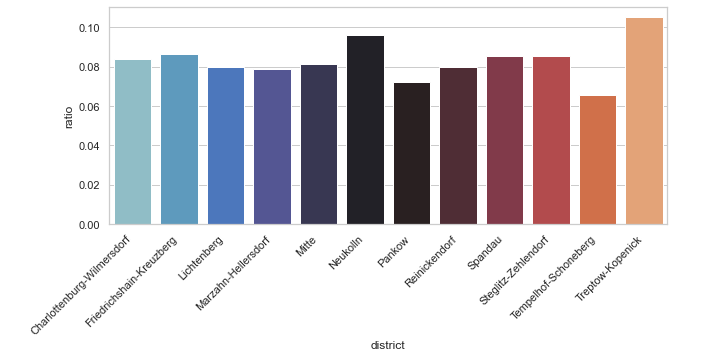 0.10
0.08
0.06
0.04
0.02
0.00
ratio
Charlottenburg-Wilmersdorf
Friedrichshain-Kreuzberg
Lichtenberg
Marzahn-Hellersdorf
Mitte
Neukolln
Pankow
Reinickendorf
Spandau
Steglitz-Zehlendorf
Tempelhof-Schoneberg
Treptow-Kopenick
district